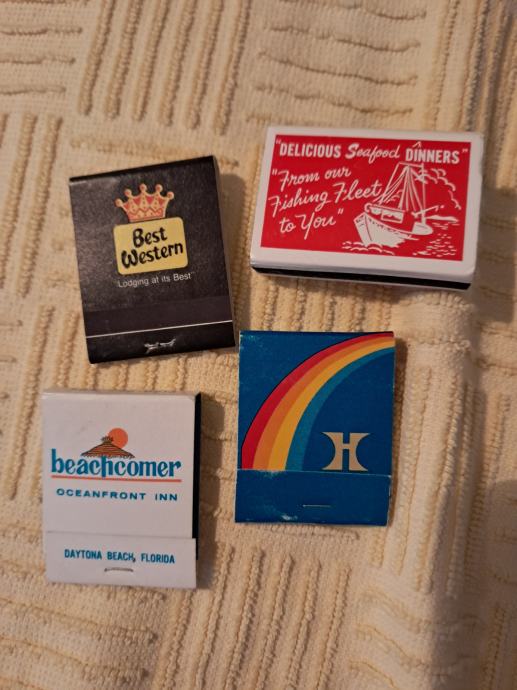 Best
Western
Lodging at its Best
"DELICIOUS Seafood DINNERS"
"From our
Fishing Fleet
to You"
beachcomer
OCEANFRONT INN
DAYTONA BEACH, FLORIDA
H